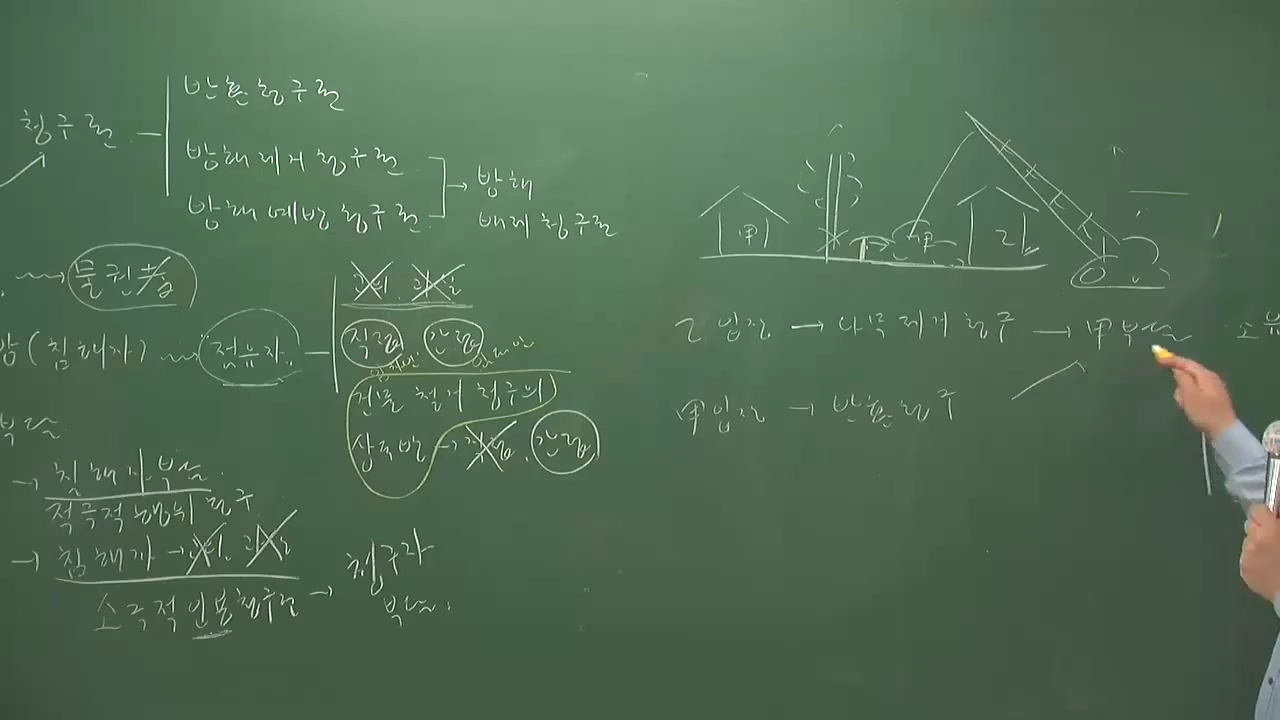 청구권
반환청구권
방해제거청구권
방해예방청구권
방해
배제청구권
물권
(침해자)
점유자
직접
간접
건물 철거 청구의
상대방 →
간접
→ 침해자 부담
적극적 행위 청구
→ 침해자 →
소극적 인용청구권 →
청구자
부담.
甲
甲
乙
乙 입장 → 나무 제거 청구 → 甲부담
소유
甲입장 → 반환청구